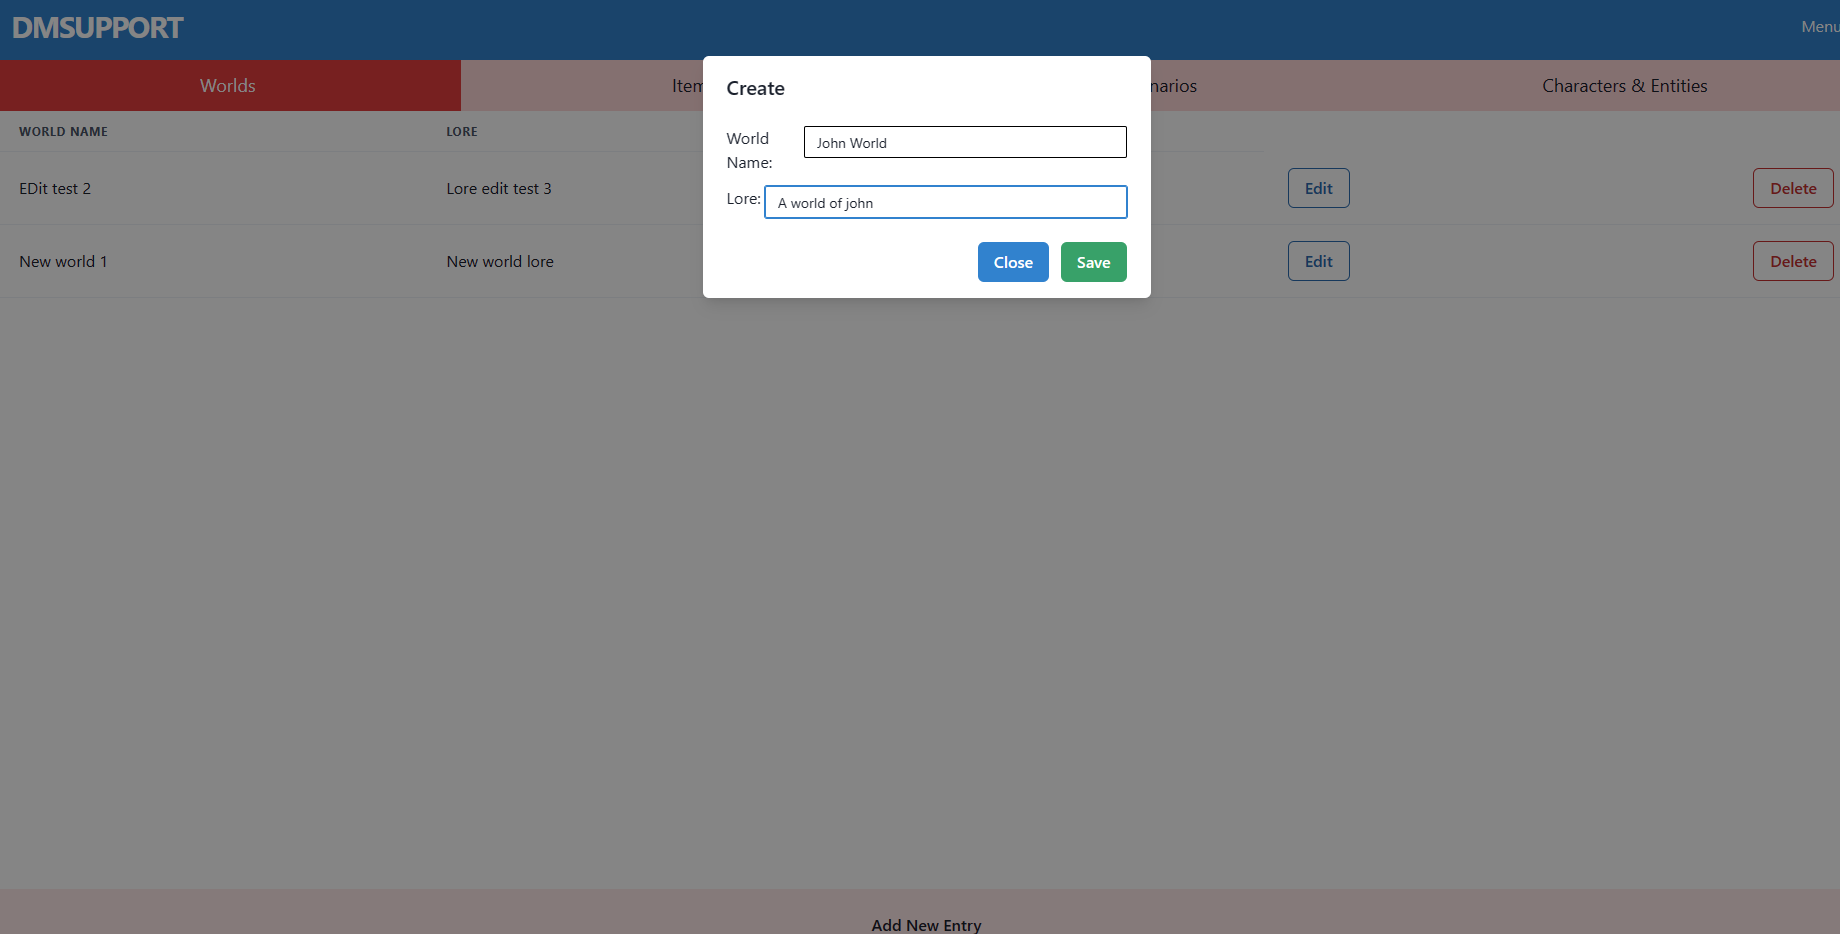 DMSUPPORT
Menu
Worlds
Item
narios
Characters & Entities
WORLD NAME
LORE
EDit test 2
Lore edit test 3
Edit
Delete
New world 1
New world lore
Edit
Delete
Create
World
Name:
John World
Lore:
A world of john
Close
Save
Add New Entry